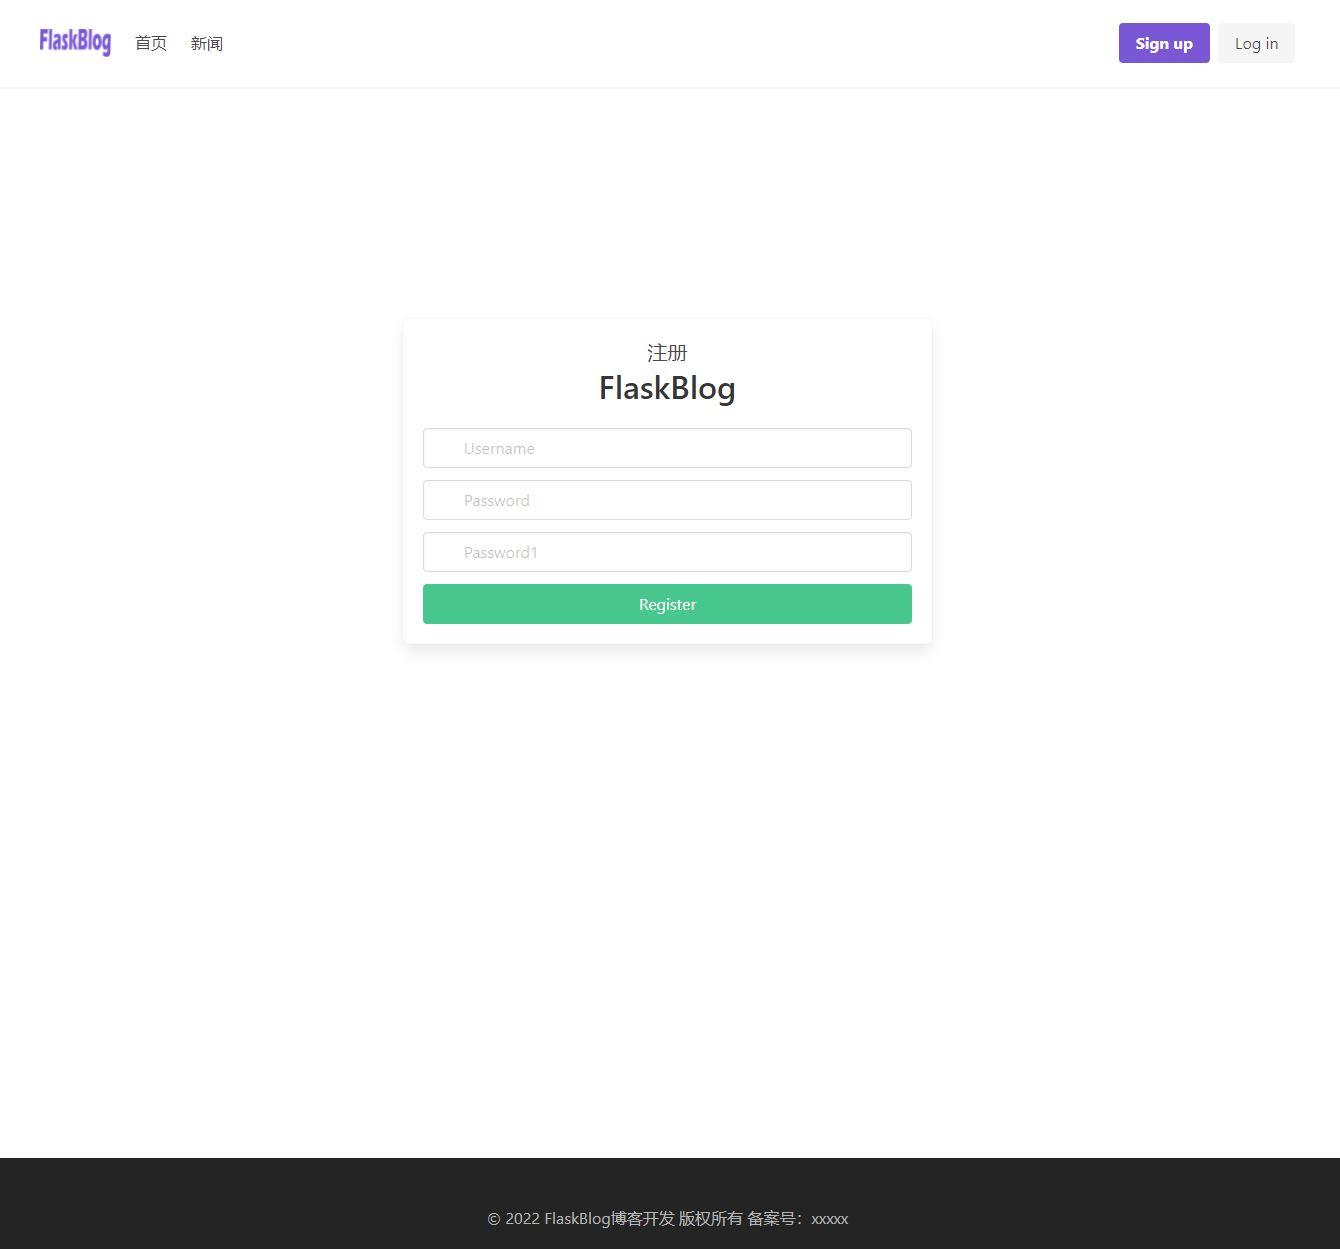 FlaskBlog 首页 新闻 Sign up Log in
注册
FlaskBlog
Username
Password
Password1
Register
© 2022 FlaskBlog博客开发 版权所有 备案号：xxxxx